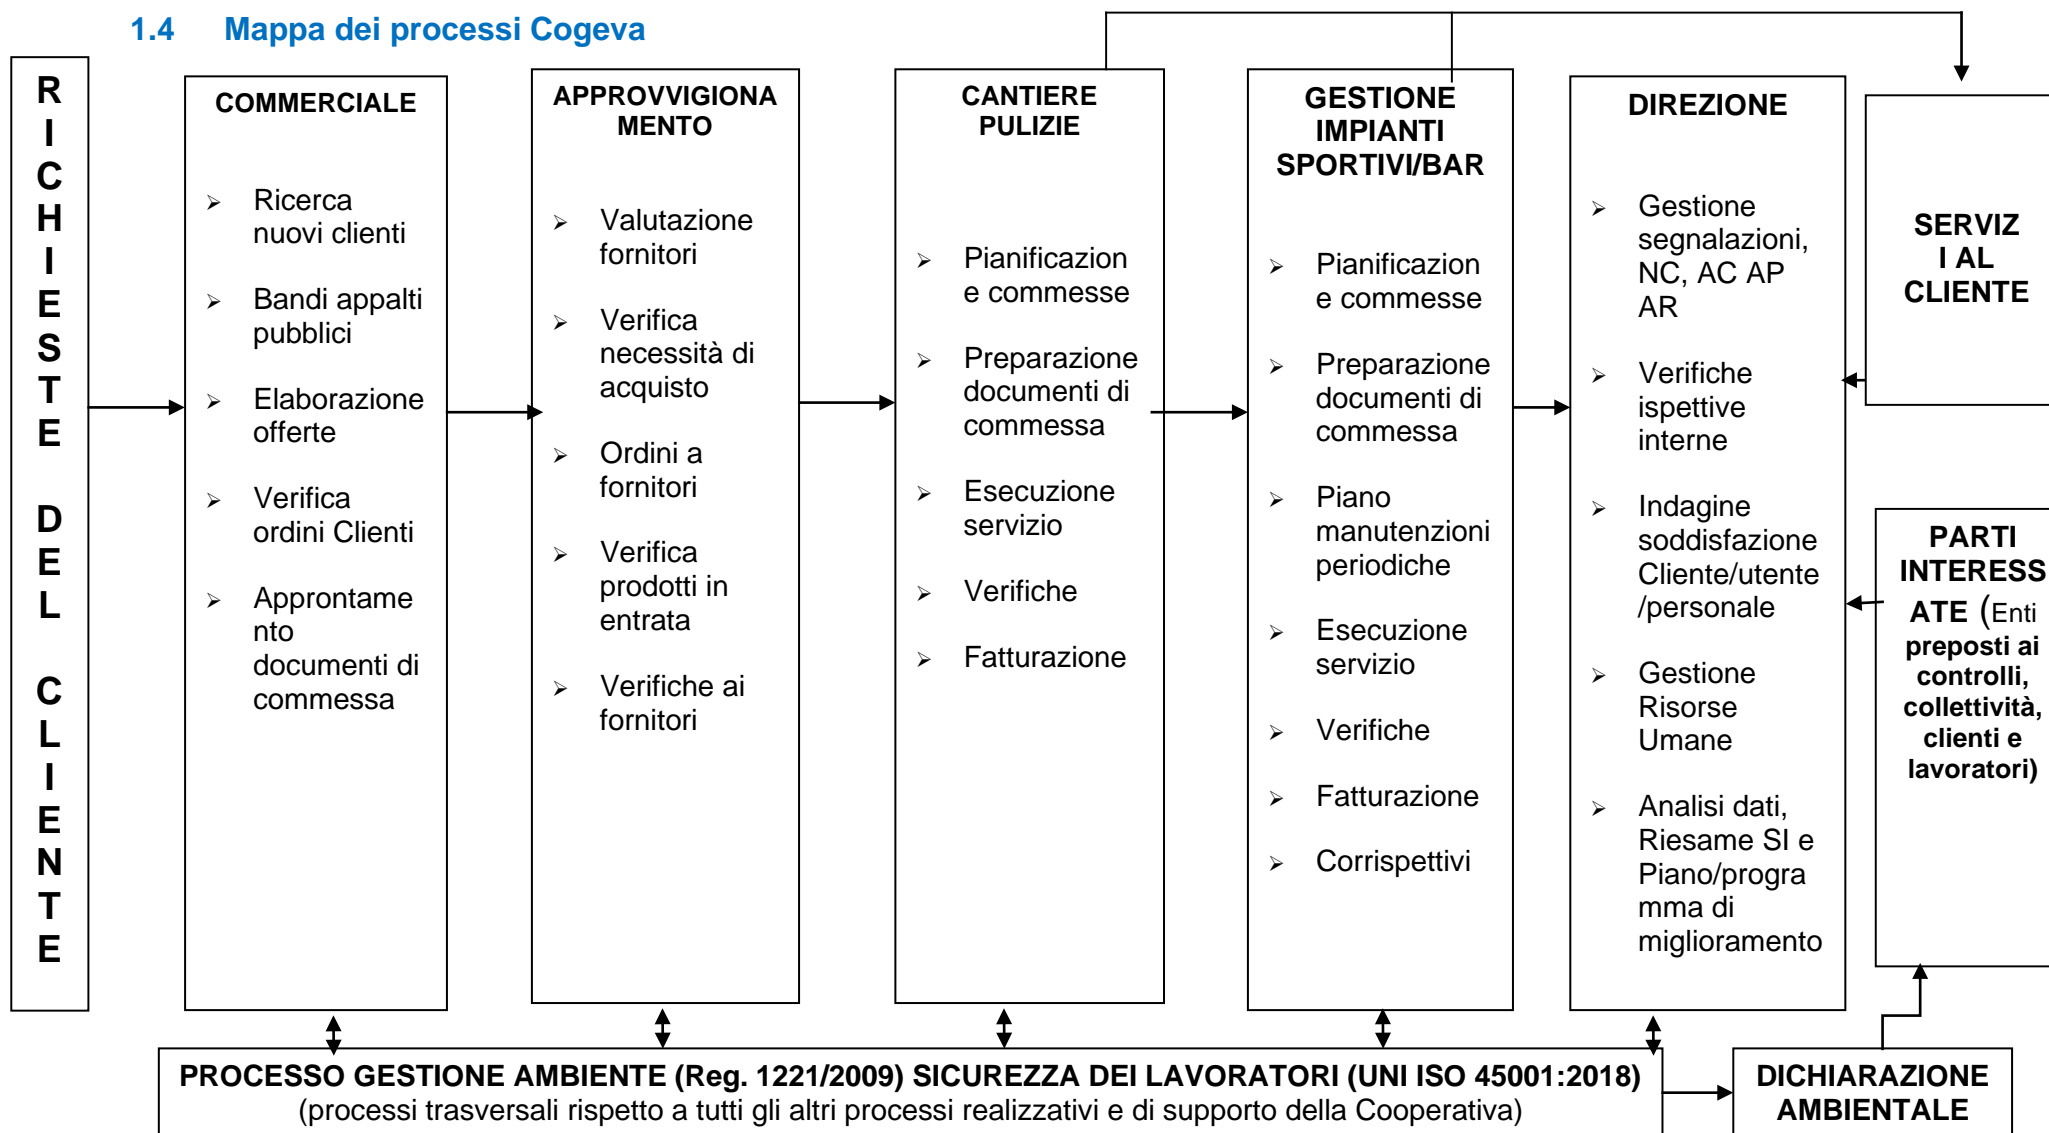 1.4 Mappa dei processi Cogeva
R
I
C
H
I
E
S
T
E
D
E
L
C
L
I
E
N
T
E
COMMERCIALE
➢ Ricerca
nuovi clienti
➢ Bandi appalti
pubblici
➢ Elaborazione
offerte
➢ Verifica
ordini Clienti
➢ Approntame
nto
documenti di
commessa
APPROVVIGIONA
MENTO
➢ Valutazione
fornitori
➢ Verifica
necessità di
acquisto
➢ Ordini a
fornitori
➢ Verifica
prodotti in
entrata
➢ Verifiche ai
fornitori
CANTIERE
PULIZIE
➢ Pianificazion
e commesse
➢ Preparazione
documenti di
commessa
➢ Esecuzione
servizio
➢ Verifiche
➢ Fatturazione
GESTIONE
IMPIANTI
SPORTIVI/BAR
➢ Pianificazion
e commesse
➢ Preparazione
documenti di
commessa
➢ Piano
manutenzioni
periodiche
➢ Esecuzione
servizio
➢ Verifiche
➢ Fatturazione
➢ Corrispettivi
DIREZIONE
➢ Gestione
segnalazioni,
NC, AC AP
AR
➢ Verifiche
ispettive
interne
➢ Indagine
soddisfazione
Cliente/utente
/personale
➢ Gestione
Risorse
Umane
➢ Analisi dati,
Riesame SI e
Piano/progra
mma di
miglioramento
SERVIZ
I AL
CLIENTE
PARTI
INTERESS
ATE (Enti
preposti ai
controlli,
collettività,
clienti e
lavoratori)
PROCESSO GESTIONE AMBIENTE (Reg. 1221/2009) SICUREZZA DEI LAVORATORI (UNI ISO 45001:2018)
(processi trasversali rispetto a tutti gli altri processi realizzativi e di supporto della Cooperativa)
DICHIARAZIONE
AMBIENTALE